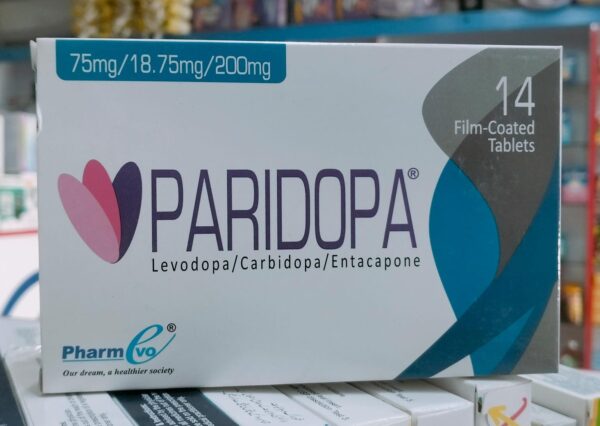 75mg/18.75mg/200mg
14
Film-Coated
Tablets
PARIDOPA®
Levodopa/Carbidopa/Entacapone
PharmEvo®
Our dream, a healthier society